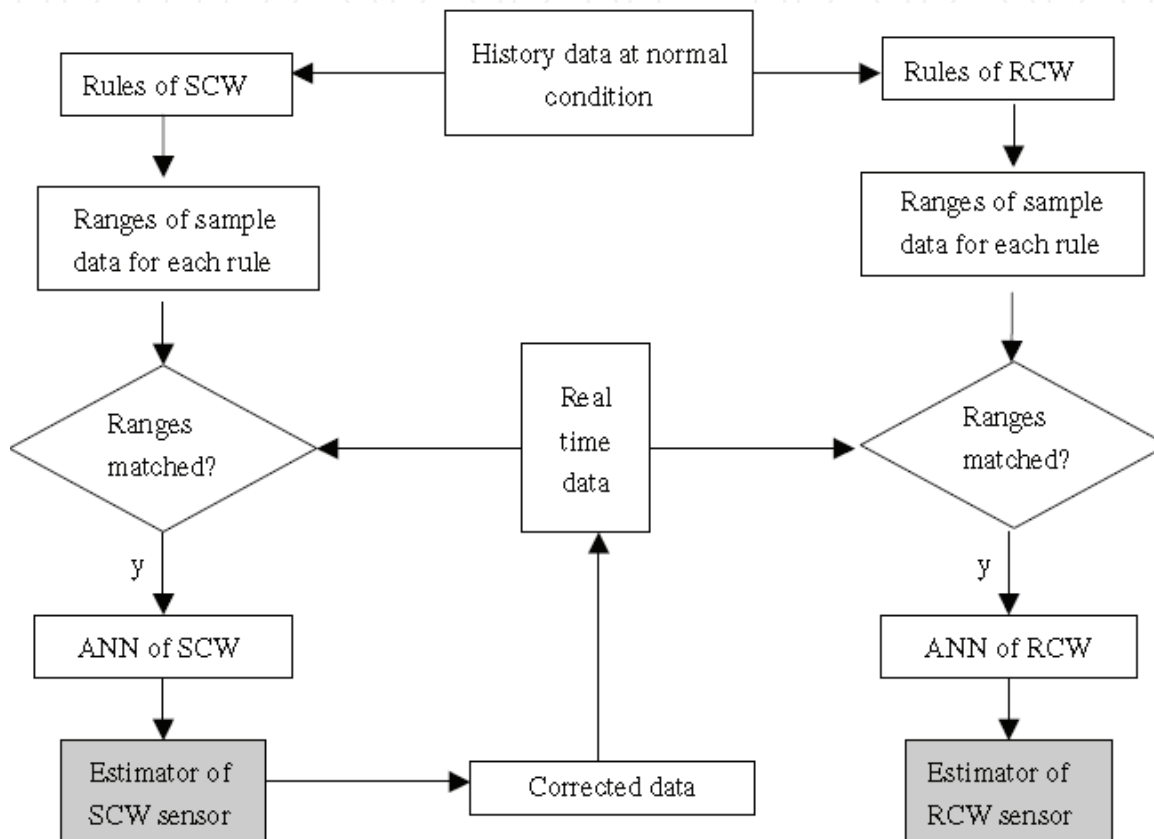 History data at normal
condition
Rules of SCW
Rules of RCW
Ranges of sample
data for each rule
Ranges of sample
data for each rule
Ranges
matched?
Real
time
data
Ranges
matched?
y
y
ANN of SCW
ANN of RCW
Estimator of
SCW sensor
Corrected data
Estimator of
RCW sensor